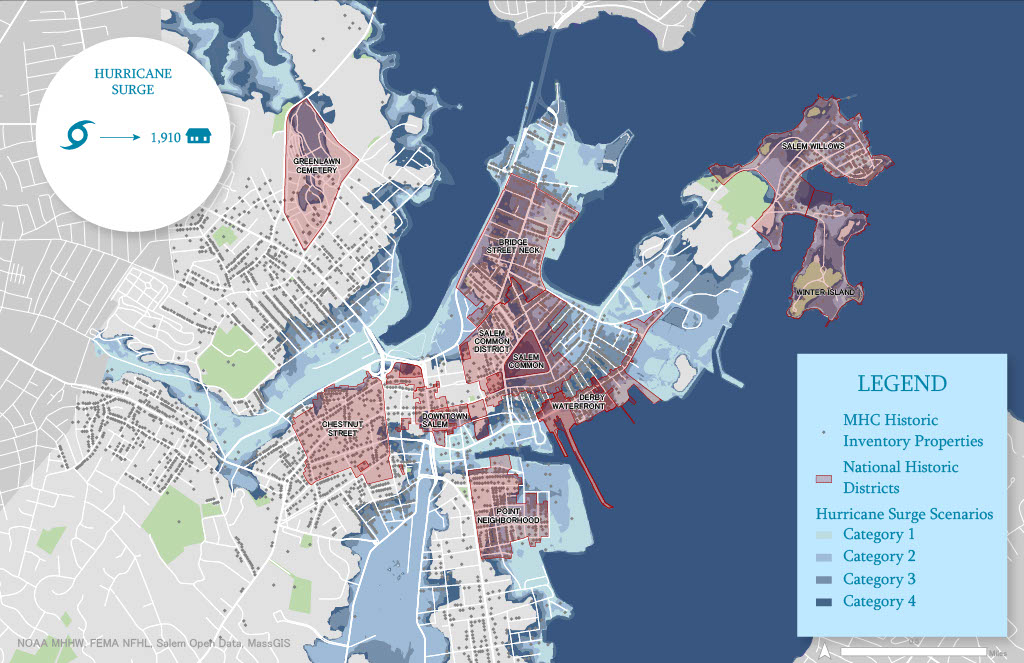 HURRICANE
SURGE
1,910
GREENLAWN
CEMETERY
SALEM WILLOWS
BRIDGE
STREET NECK
WINTER ISLAND
SALEM
COMMON
DISTRICT
SALEM
COMMON
DERBY
WATERFRONT
DOWNTOWN
SALEM
CHESTNUT
STREET
POINT
NEIGHBORHOOD
LEGEND
MHC Historic
Inventory Properties
National Historic
Districts
Hurricane Surge Scenarios
Category 1
Category 2
Category 3
Category 4
NOAA MHHW, FEMA NFHL, Salem Open Data, MassGIS
Miles